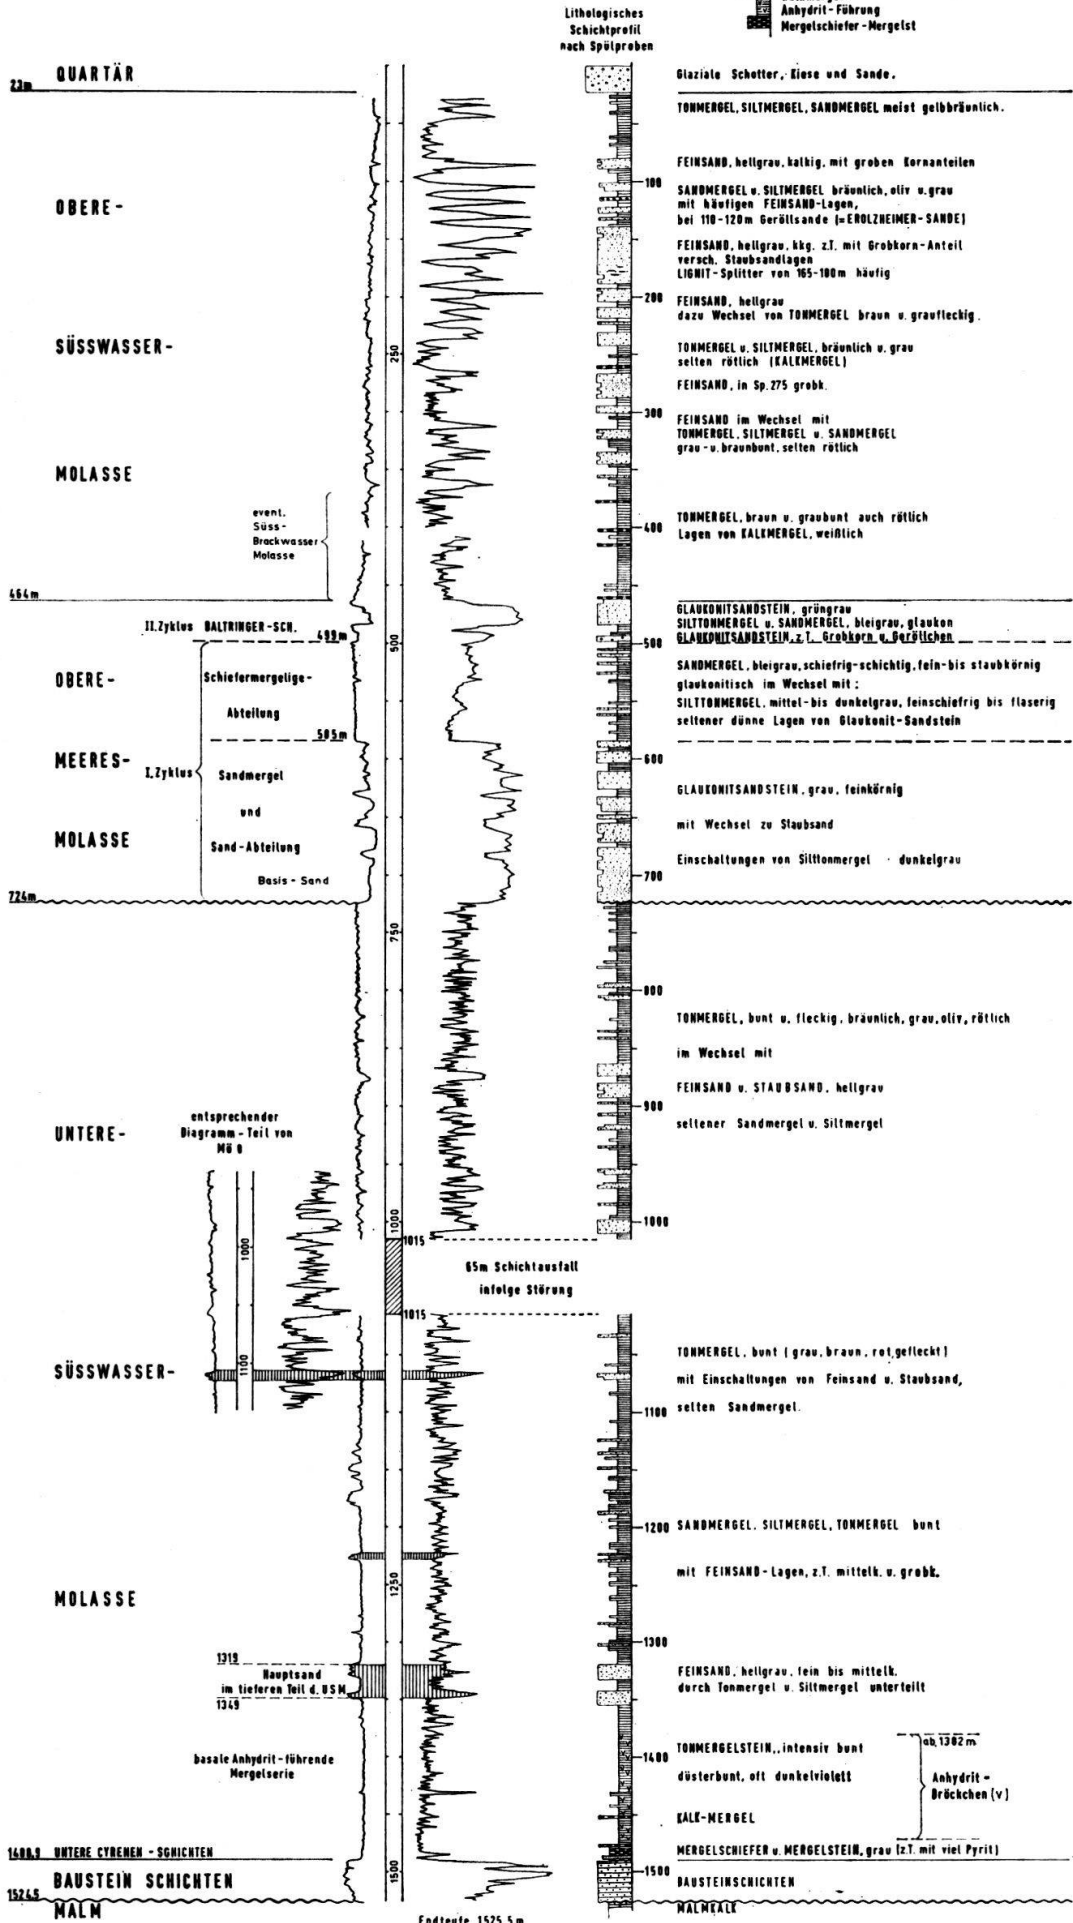 Lithologisches
Schichtprofil
nach Spülproben
Anhydrit-Führung
Mergelschiefer-Mergelst
QUARTÄR
23m
Glaziale Schotter, Kiese und Sande.
TONMERGEL, SILTMERGEL, SANDMERGEL meist gelbbräunlich.
FEINSAND, hellgrau, kalkig, mit groben Kornanteilen
100
SANDMERGEL u. SILTMERGEL bräunlich, oliv u. grau
mit häufigen FEINSAND-Lagen,
bei 110-120m Geröllsande (=EROLZHEIMER-SANDE)
OBERE-
FEINSAND, hellgrau, kkg. z.T. mit Grobkorn-Anteil
versch. Staubsandlagen
LIGNIT-Splitter von 165-180m häufig
200
FEINSAND, hellgrau
dazu Wechsel von TONMERGEL braun u. graufleckig.
SÜSSWASSER-
250
TONMERGEL u. SILTMERGEL, bräunlich u. grau
selten rötlich (KALKMERGEL)
FEINSAND, in Sp. 275 grobk.
300
FEINSAND im Wechsel mit
TONMERGEL, SILTMERGEL u. SANDMERGEL
grau-u. braunbunt, selten rötlich
MOLASSE
event.
Süss-
Brackwasser
Molasse
TONMERGEL, braun u. graubunt auch rötlich
Lagen von KALKMERGEL, weißlich
400
464m
GLAUKONITSANDSTEIN, grüngrau
SILTTONMERGEL u. SANDMERGEL, bleigrau, glaukon
GLAUKONITSANDSTEIN, z.T. Grobkorn u. Geröllchen
II.Zyklus BALTRINGER-SCH.
499m
500
500
OBERE-
Schiefermergelige-
Abteilung
SANDMERGEL, bleigrau, schiefrig-schichtig, fein-bis staubkörnig
glaukonitisch im Wechsel mit :
SILTTONMERGEL, mittel-bis dunkelgrau, feinschiefrig bis flaserig
seltener dünne Lagen von Glaukonit-Sandstein
585m
MEERES-
I.Zyklus
Sandmergel
und
Sand-Abteilung
Basis-Sand
600
GLAUKONITSANDSTEIN, grau, feinkörnig
mit Wechsel zu Staubsand
Einschaltungen von Silttonmergel dunkelgrau
MOLASSE
700
724m
750
800
TONMERGEL, bunt u. fleckig, bräunlich, grau, oliv, rötlich
im Wechsel mit
FEINSAND u. STAUBSAND, hellgrau
seltener Sandmergel u. Siltmergel
900
UNTERE-
entsprechender
Diagramm-Teil von
Mö 8
1000
1100
1000
1000
1015
65m Schichtausfall
infolge Störung
1015
SÜSSWASSER-
TONMERGEL, bunt (grau, braun, rot, gefleckt)
mit Einschaltungen von Feinsand u. Staubsand,
selten Sandmergel.
1100
1200
SANDMERGEL, SILTMERGEL, TONMERGEL bunt
mit FEINSAND-Lagen, z.T. mittelk. u. grobk.
1250
MOLASSE
1300
1319
Hauptsand
im tieferen Teil d. USM
1349
FEINSAND, hellgrau, fein bis mittelk.
durch Tonmergel u. Siltmergel unterteilt
basale Anhydrit-führende
Mergelserie
1400
TONMERGELSTEIN, intensiv bunt
düsterbunt, oft dunkelviolett
KALK-MERGEL
ab 1382 m
Anhydrit-
Bröckchen (v)
MERGELSCHIEFER u. MERGELSTEIN, grau (z.T. mit viel Pyrit)
1488,9 UNTERE CYRENEN-SCHICHTEN
BAUSTEIN SCHICHTEN
1500
1500
BAUSTEINSCHICHTEN
1524,5
MALM
MALMKALK
Endteufe 1525,5m